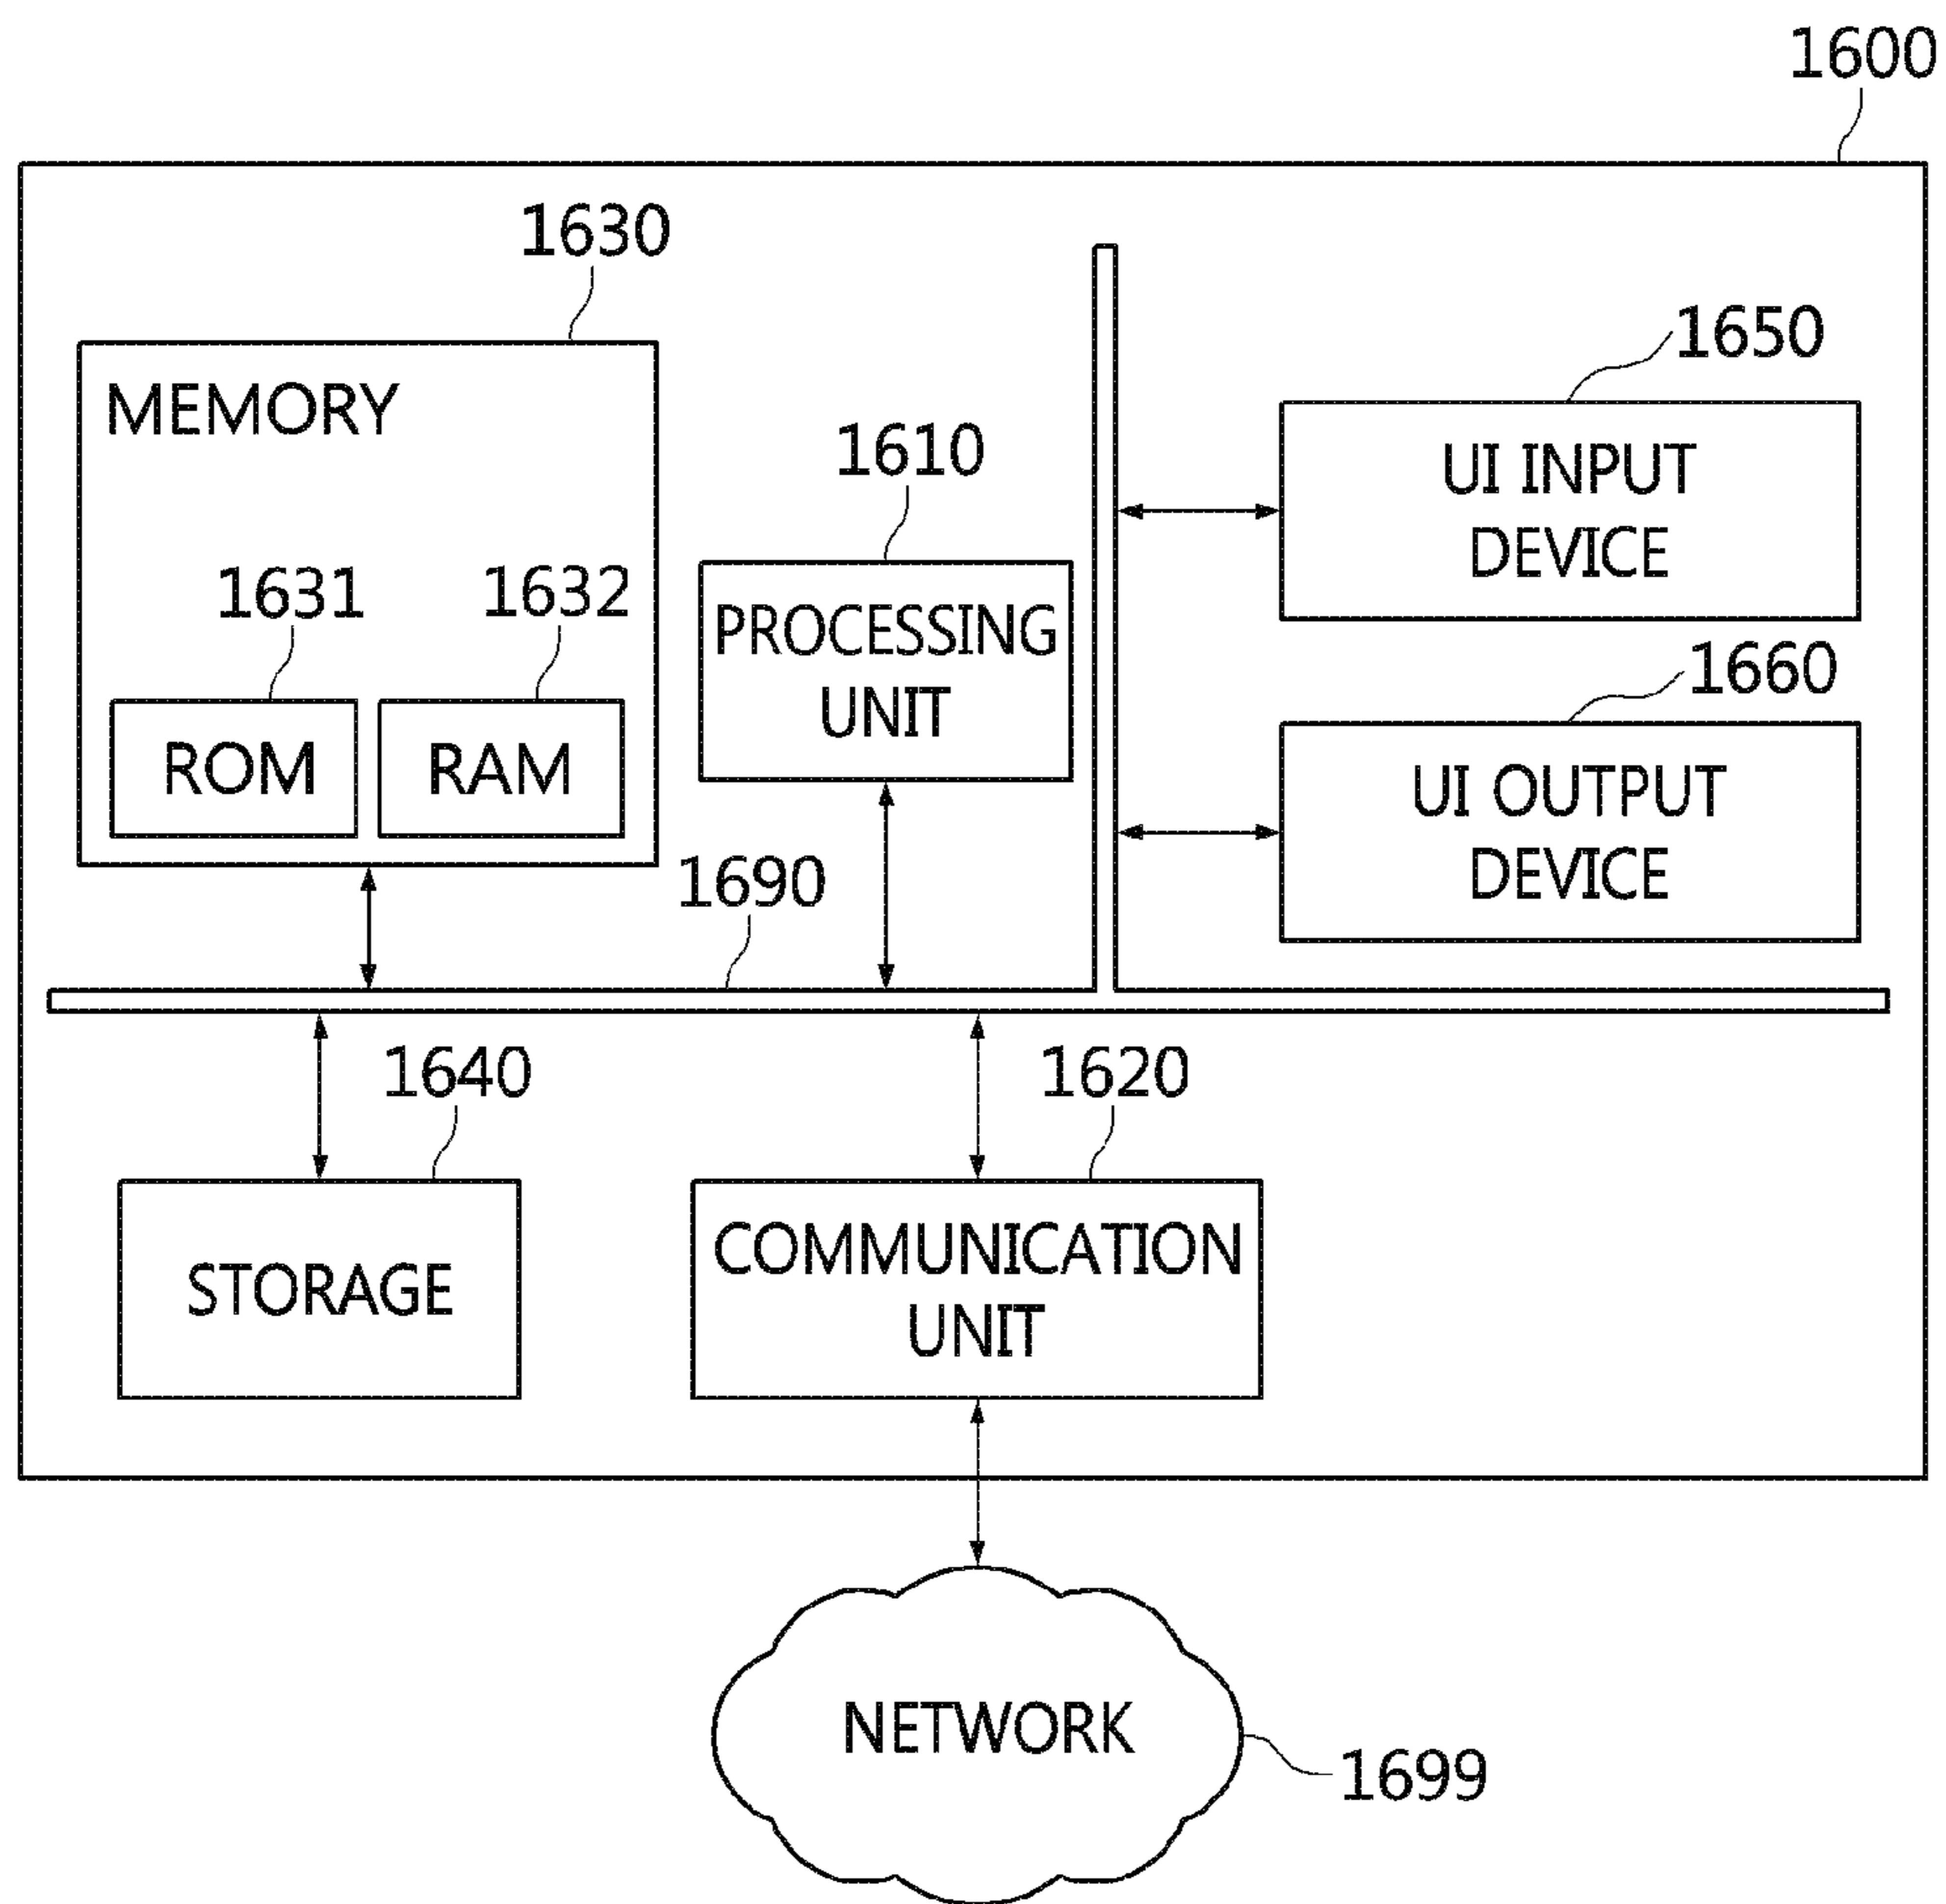 1600
1630
1650
MEMORY
1610
UI INPUT
DEVICE
1631
1632
PROCESSING
UNIT
1660
ROM
RAM
UI OUTPUT
DEVICE
1690
1640
1620
STORAGE
COMMUNICATION
UNIT
NETWORK
1699